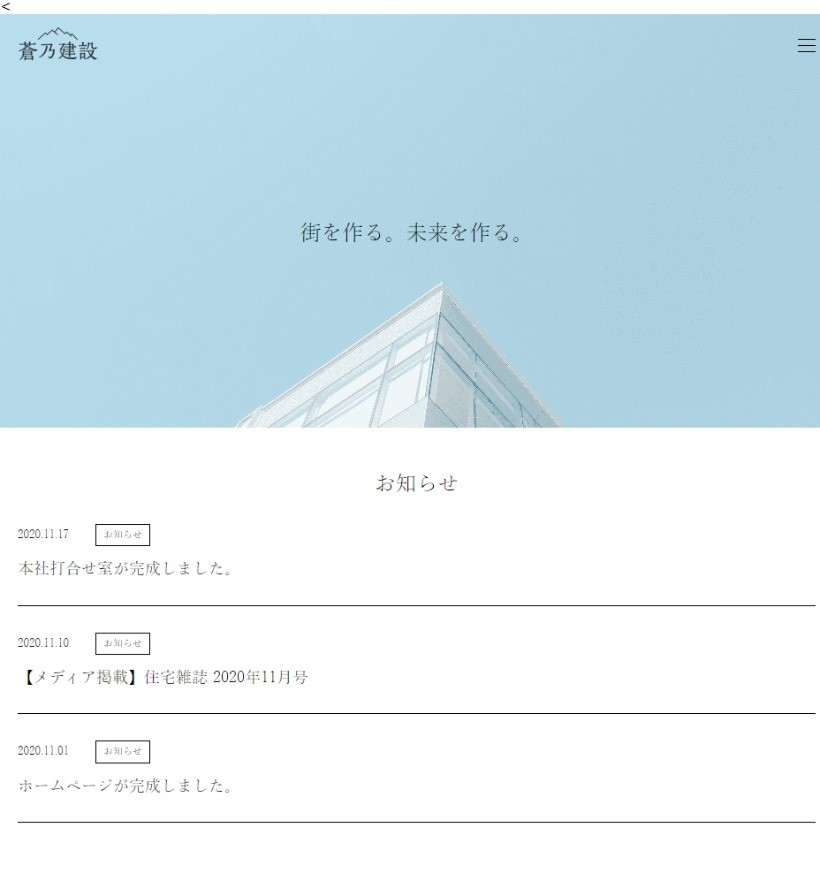 <
蒼乃建設
街を作る。未来を作る。
お知らせ
2020.11.17 お知らせ
本社打合せ室が完成しました。
2020.11.10 お知らせ
【メディア掲載】住宅雑誌 2020年11月号
2020.11.01 お知らせ
ホームページが完成しました。